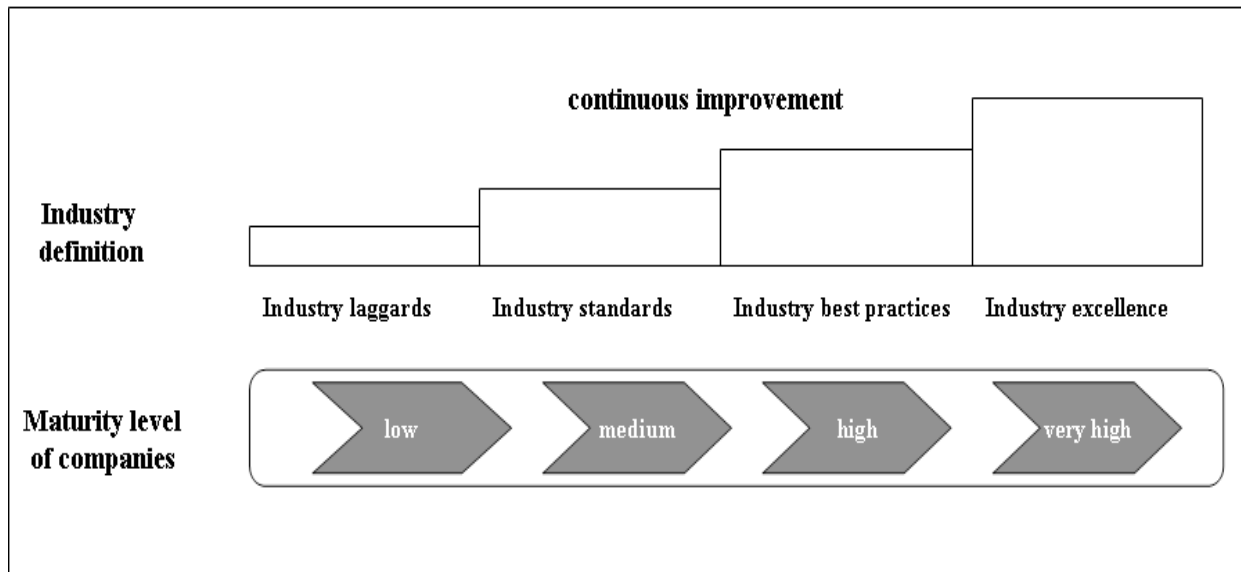 continuous improvement
Industry
definition
Industry laggards
Industry standards
Industry best practices
Industry excellence
Maturity level
of companies
low
medium
high
very high